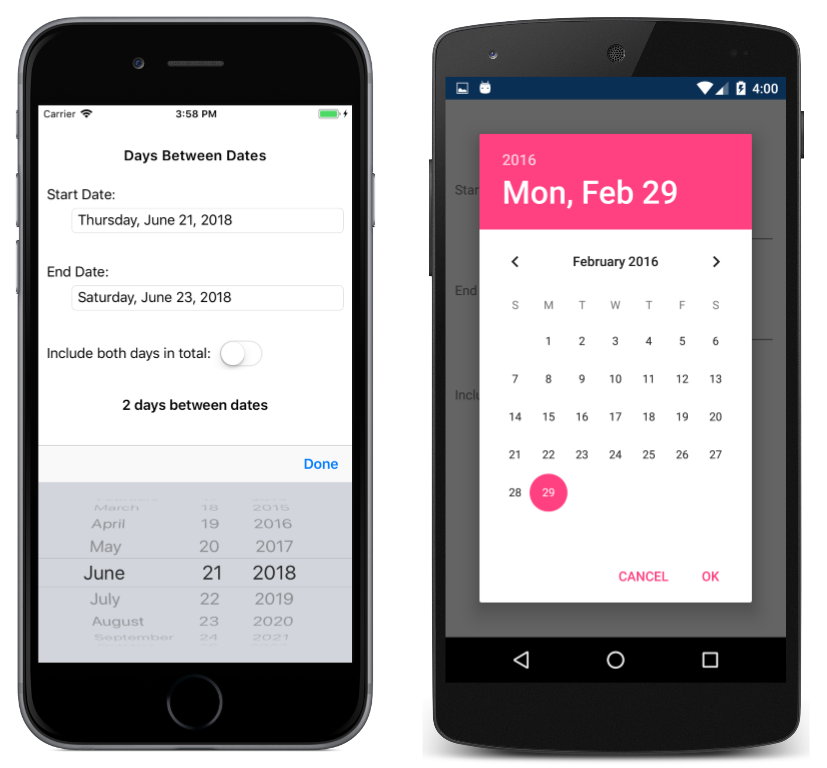 Carrier 3:58 PM
Days Between Dates
Start Date:
Thursday, June 21, 2018
End Date:
Saturday, June 23, 2018
Include both days in total:
2 days between dates
Done
March 18 2015
April 19 2016
May 20 2017
June 21 2018
July 22 2019
August 23 2020
September 24 2021
4:00
2016
Mon, Feb 29
Star
End
Inclu
February 2016
S M T W T F S
1 2 3 4 5 6
7 8 9 10 11 12 13
14 15 16 17 18 19 20
21 22 23 24 25 26 27
28 29
CANCEL OK